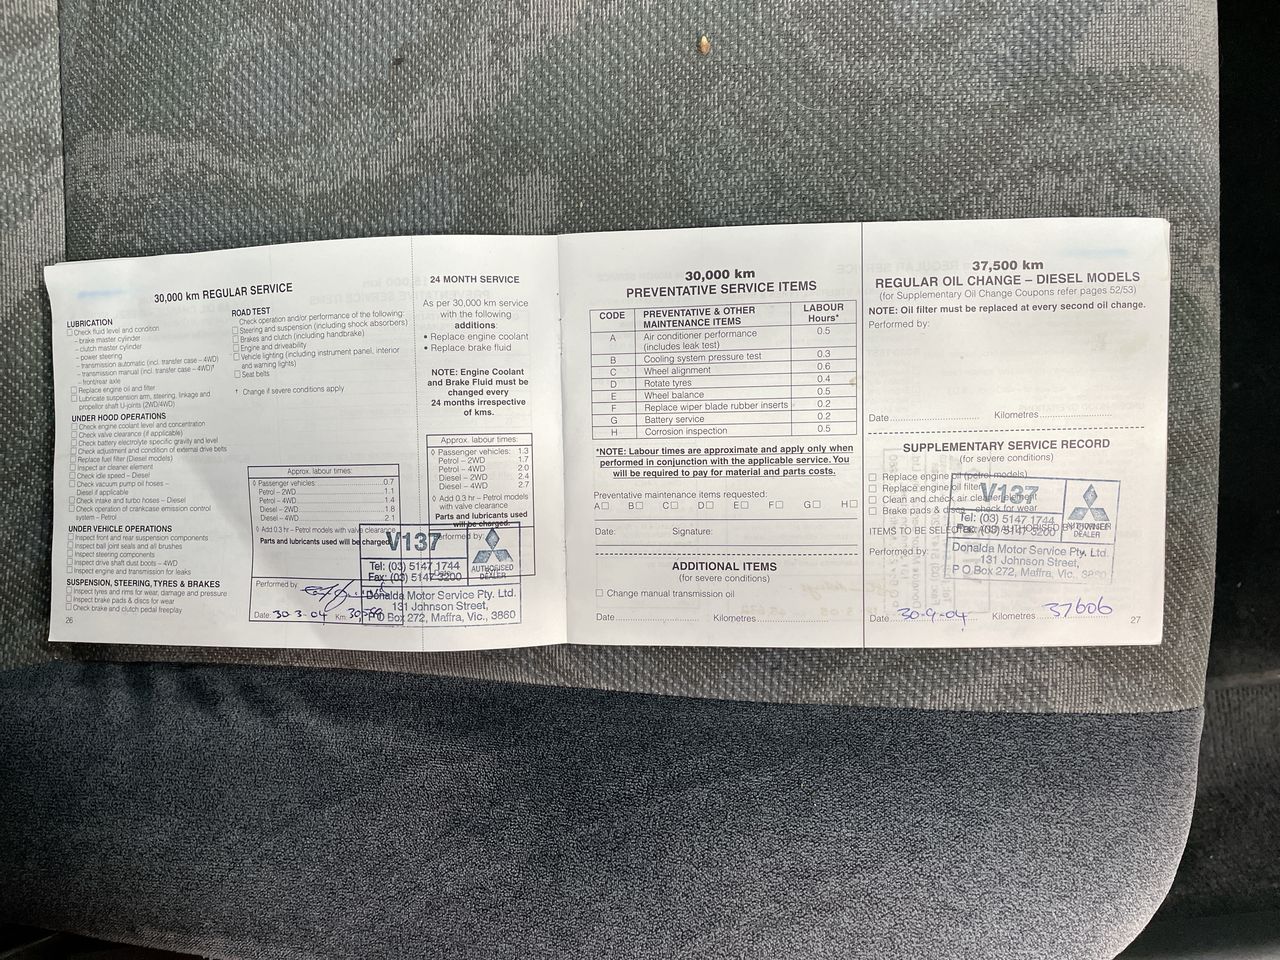 30,000 km REGULAR SERVICE
LUBRICATION
Check fluid level and condition
– brake master cylinder
– clutch master cylinder
– power steering
– transmission automatic (incl. transfer case – 4WD)
– transmission manual (incl. transfer case – 4WD)†
– front/rear axle
Replace engine oil and filter
Lubricate suspension arm, steering, linkage and
propellor shaft U-joints (2WD/4WD)
UNDER HOOD OPERATIONS
Check engine coolant level and concentration
Check valve clearance (if applicable)
Check battery electrolyte specific gravity and level
Check adjustment and condition of external drive belts
Replace fuel filter (Diesel models)
Inspect air cleaner element
Check idle speed – Diesel
Check vacuum pump oil hoses –
Diesel if applicable
Check intake and turbo hoses – Diesel
Check operation of crankcase emission control
system – Petrol
UNDER VEHICLE OPERATIONS
Inspect front and rear suspension components
Inspect ball joint seals and all brushes
Inspect steering components
Inspect drive shaft dust boots – 4WD
Inspect engine and transmission for leaks
SUSPENSION, STEERING, TYRES & BRAKES
Inspect tyres and rims for wear, damage and pressure
Inspect brake pads & discs for wear
Check brake and clutch pedal freeplay
26
ROAD TEST
Check operation and/or performance of the following:
Steering and suspension (including shock absorbers)
Brakes and clutch (including handbrake)
Engine and driveability
Vehicle lighting (including instrument panel, interior
and warning lights)
Seat belts
† Change if severe conditions apply
Approx. labour times:
◊ Passenger vehicles 0.7
Petrol – 2WD 1.1
Petrol – 4WD 1.4
Diesel – 2WD 1.8
Diesel – 4WD 2.1
◊ Add 0.3 hr – Petrol models with valve clearance
Parts and lubricants used will be charged.
Performed by
Date: 30-3-04 Km:
24 MONTH SERVICE
As per 30,000 km service
with the following
additions:
• Replace engine coolant
• Replace brake fluid
NOTE: Engine Coolant
and Brake Fluid must be
changed every
24 months irrespective
of kms.
Approx. labour times:
◊ Passenger vehicles: 1.3
Petrol – 2WD 1.7
Petrol – 4WD 2.0
Diesel – 2WD 2.4
Diesel – 4WD 2.7
◊ Add 0.3 hr – Petrol models
with valve clearance
Parts and lubricants used
will be charged.
Performed by:
V137
Tel: (03) 5147 1744
Fax: (03) 5147 3200
AUTHORISED
DEALER
Donalda Motor Service Pty. Ltd.
131 Johnson Street,
P O Box 272, Maffra, Vic., 3860
30,000 km
PREVENTATIVE SERVICE ITEMS
CODE PREVENTATIVE & OTHER MAINTENANCE ITEMS LABOUR Hours*
A Air conditioner performance (includes leak test) 0.5
B Cooling system pressure test 0.3
C Wheel alignment 0.6
D Rotate tyres 0.4
E Wheel balance 0.5
F Replace wiper blade rubber inserts 0.2
G Battery service 0.2
H Corrosion inspection 0.5
*NOTE: Labour times are approximate and apply only when
performed in conjunction with the applicable service. You
will be required to pay for material and parts costs.
Preventative maintenance items requested:
A B C D E F G H
Date: Signature:
ADDITIONAL ITEMS
(for severe conditions)
Change manual transmission oil
Date Kilometres
37,500 km
REGULAR OIL CHANGE – DIESEL MODELS
(for Supplementary Oil Change Coupons refer pages 52/53)
NOTE: Oil filter must be replaced at every second oil change.
Performed by:
Date Kilometres
SUPPLEMENTARY SERVICE RECORD
(for severe conditions)
Replace engine oil (petrol models)
Replace engine oil filter
Clean and check air cleaner element
Brake pads & discs – check for wear
V137
Tel: (03) 5147 1744
Fax: (03) 5147 3200
AUTHORISED
DEALER
Donalda Motor Service Pty. Ltd.
131 Johnson Street,
P O Box 272, Maffra, Vic. 3860
Performed by:
Date 30-9-04 Kilometres 37606
27